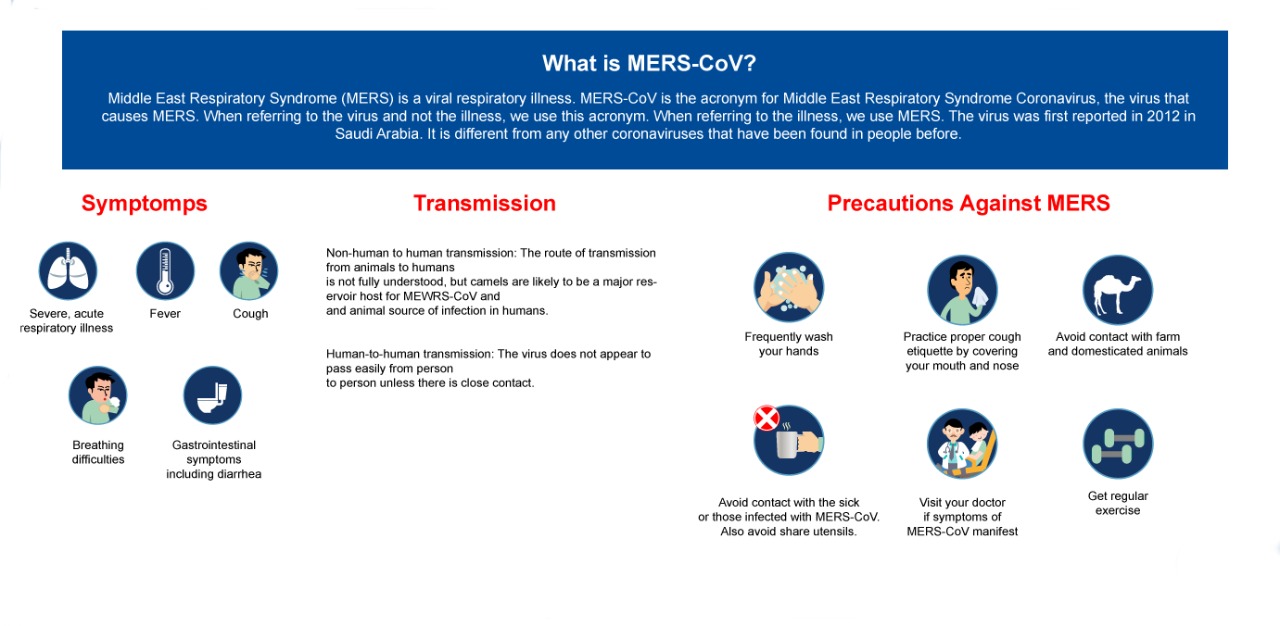 What is MERS-CoV?
Middle East Respiratory Syndrome (MERS) is a viral respiratory illness. MERS-CoV is the acronym for Middle East Respiratory Syndrome Coronavirus, the virus that
causes MERS. When referring to the virus and not the illness, we use this acronym. When referring to the illness, we use MERS. The virus was first reported in 2012 in
Saudi Arabia. It is different from any other coronaviruses that have been found in people before.
Symptomps
Severe, acute
respiratory illness
Fever
Cough
Breathing
difficulties
Gastrointestinal
symptoms
including diarrhea
Transmission
Non-human to human transmission: The route of transmission
from animals to humans
is not fully understood, but camels are likely to be a major res-
ervoir host for MEWRS-CoV and
and animal source of infection in humans.
Human-to-human transmission: The virus does not appear to
pass easily from person
to person unless there is close contact.
Precautions Against MERS
Frequently wash
your hands
Practice proper cough
etiquette by covering
your mouth and nose
Avoid contact with farm
and domesticated animals
Avoid contact with the sick
or those infected with MERS-CoV.
Also avoid share utensils.
Visit your doctor
if symptoms of
MERS-CoV manifest
Get regular
exercise